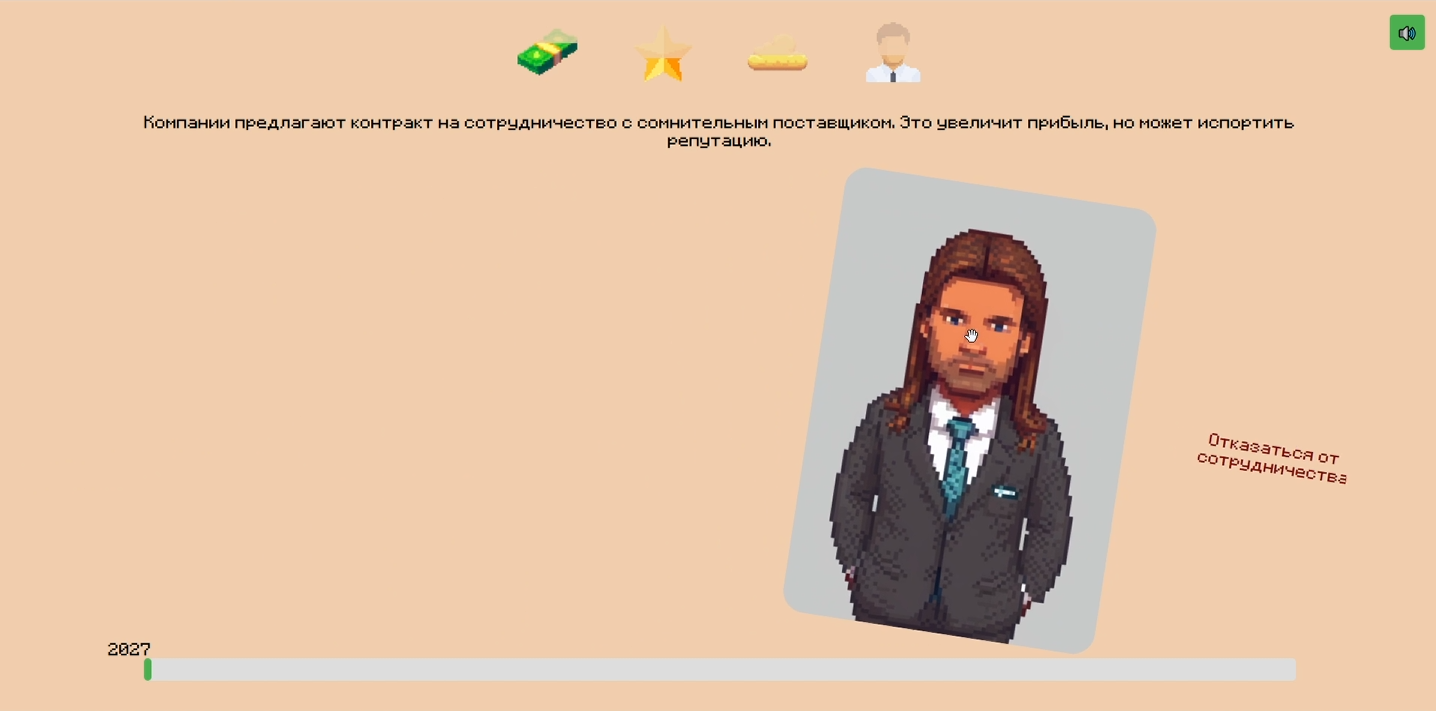 Компании предлагают контракт на сотрудничество с сомнительным поставщиком. Это увеличит прибыль, но может испортить
репутацию.
Отказаться от
сотрудничества
2027